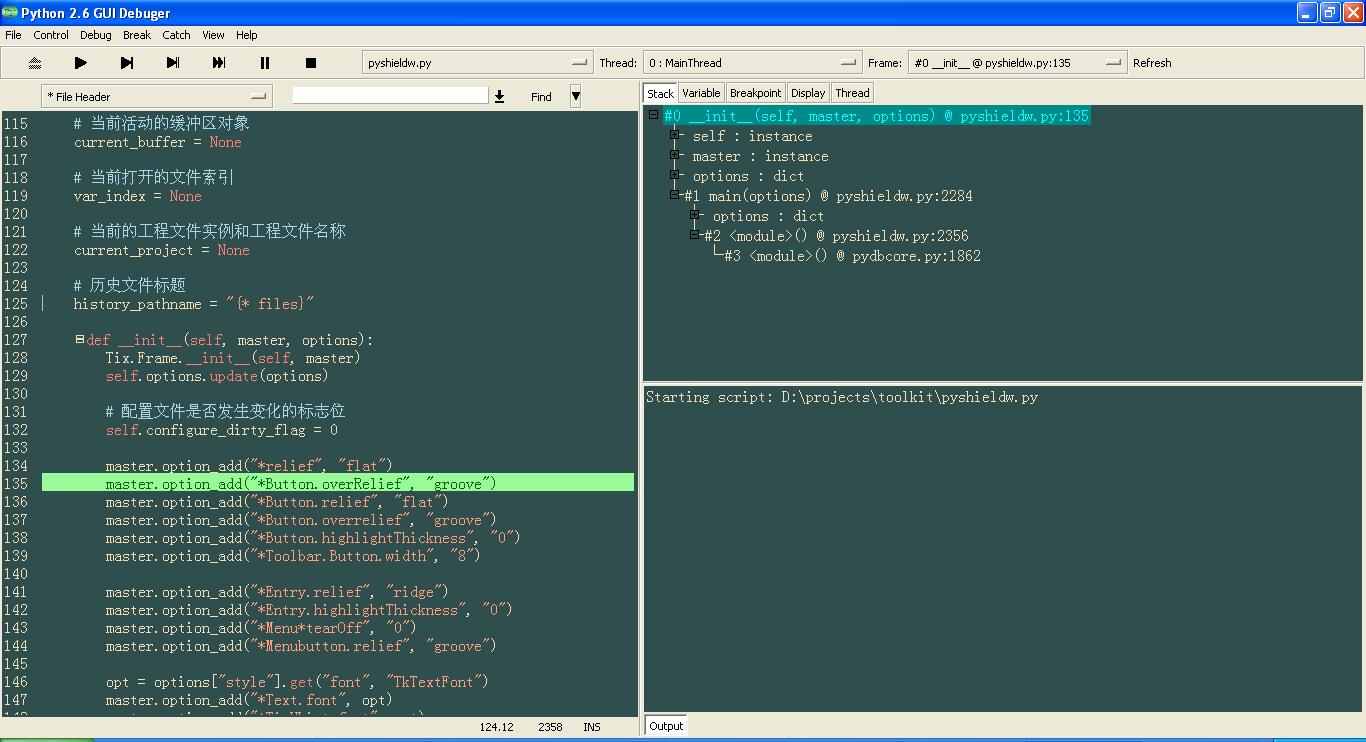 Python 2.6 GUI Debuger
File Control Debug Break Catch View Help
pyshieldw.py Thread: 0 : MainThread Frame: #0 __init__ @ pyshieldw.py:135 Refresh
* File Header Find
115 # 当前活动的缓冲区对象
116 current_buffer = None
117
118 # 当前打开的文件索引
119 var_index = None
120
121 # 当前的工程文件实例和工程文件名称
122 current_project = None
123
124 # 历史文件标题
125 history_pathname = "{* files}"
126
127 def __init__(self, master, options):
128 Tix.Frame.__init__(self, master)
129 self.options.update(options)
130
131 # 配置文件是否发生变化的标志位
132 self.configure_dirty_flag = 0
133
134 master.option_add("*relief", "flat")
135 master.option_add("*Button.overRelief", "groove")
136 master.option_add("*Button.relief", "flat")
137 master.option_add("*Button.overrelief", "groove")
138 master.option_add("*Button.highlightThickness", "0")
139 master.option_add("*Toolbar.Button.width", "8")
140
141 master.option_add("*Entry.relief", "ridge")
142 master.option_add("*Entry.highlightThickness", "0")
143 master.option_add("*Menu*tearOff", "0")
144 master.option_add("*Menubutton.relief", "groove")
145
146 opt = options["style"].get("font", "TkTextFont")
147 master.option_add("*Text.font", opt)
124.12 2358 INS
Stack Variable Breakpoint Display Thread
#0 __init__(self, master, options) @ pyshieldw.py:135
self : instance
master : instance
options : dict
#1 main(options) @ pyshieldw.py:2284
options : dict
#2 <module>() @ pyshieldw.py:2356
#3 <module>() @ pydbcore.py:1862
Starting script: D:\projects\toolkit\pyshieldw.py
Output